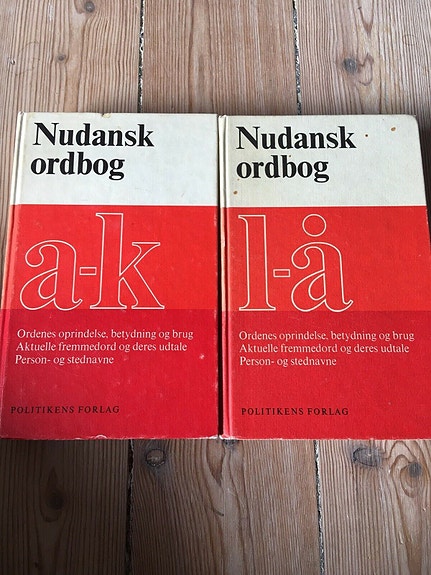 Nudansk
ordbog
a-k
Ordenes oprindelse, betydning og brug
Aktuelle fremmedord og deres udtale
Person- og stednavne
POLITIKENS FORLAG
Nudansk
ordbog
l-å
Ordenes oprindelse, betydning og brug
Aktuelle fremmedord og deres udtale
Person- og stednavne
POLITIKENS FORLAG